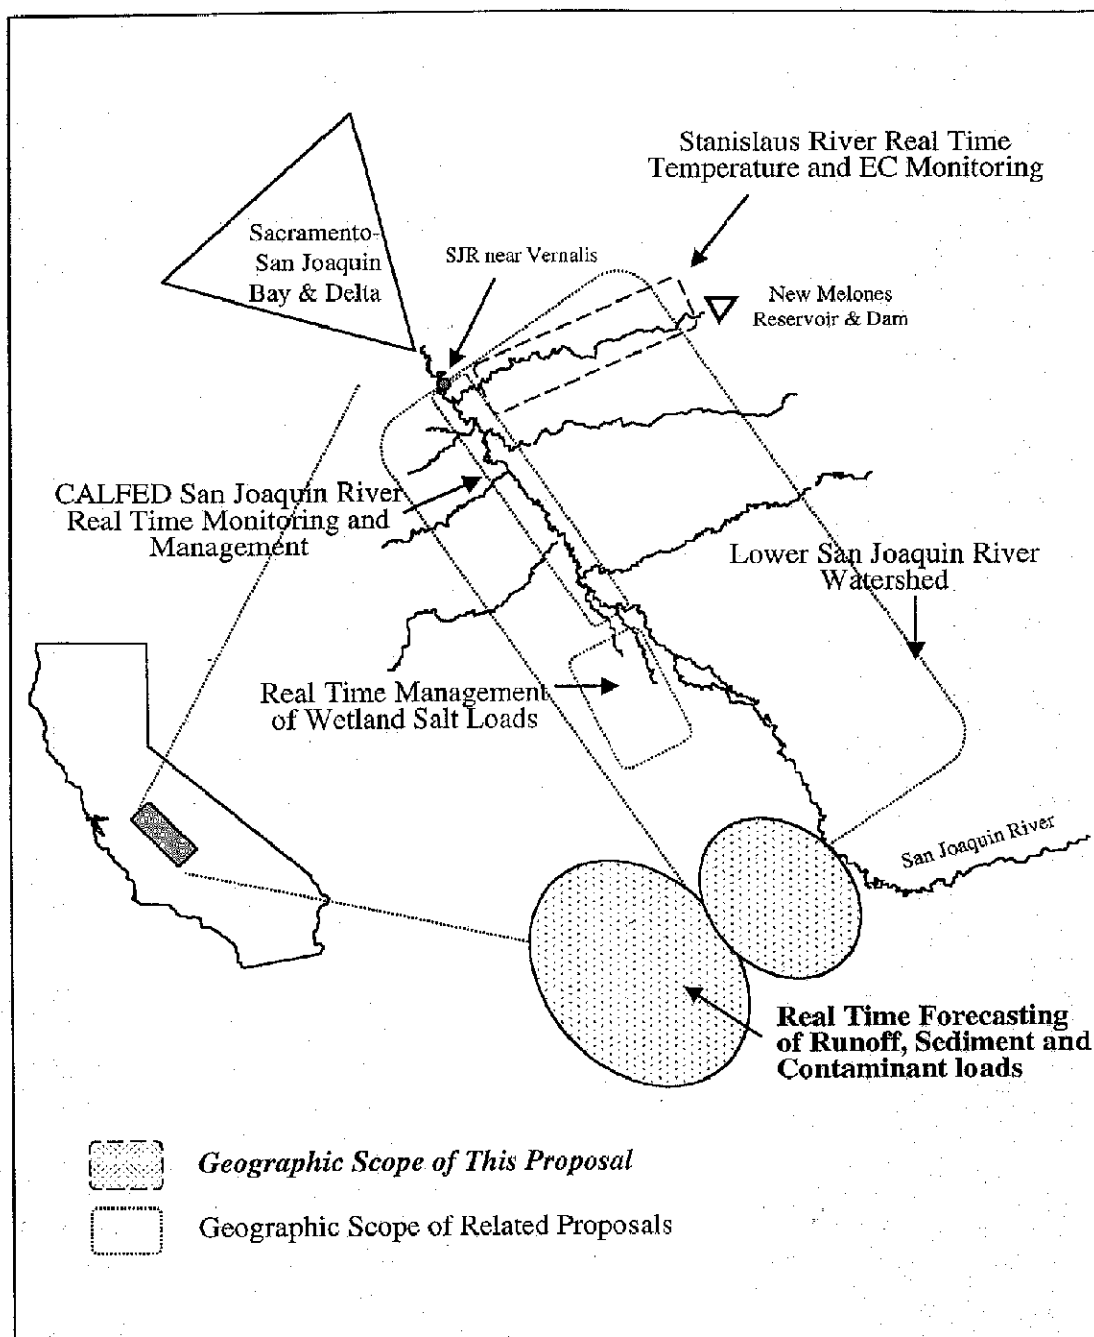 Stanislaus River Real Time
Temperature and EC Monitoring
Sacramento-
San Joaquin
Bay & Delta
SJR near Vernalis
New Melones
Reservoir & Dam
CALFED San Joaquin River
Real Time Monitoring and
Management
Lower San Joaquin River
Watershed
Real Time Management
of Wetland Salt Loads
San Joaquin River
Real Time Forecasting
of Runoff, Sediment and
Contaminant loads
Geographic Scope of This Proposal
Geographic Scope of Related Proposals